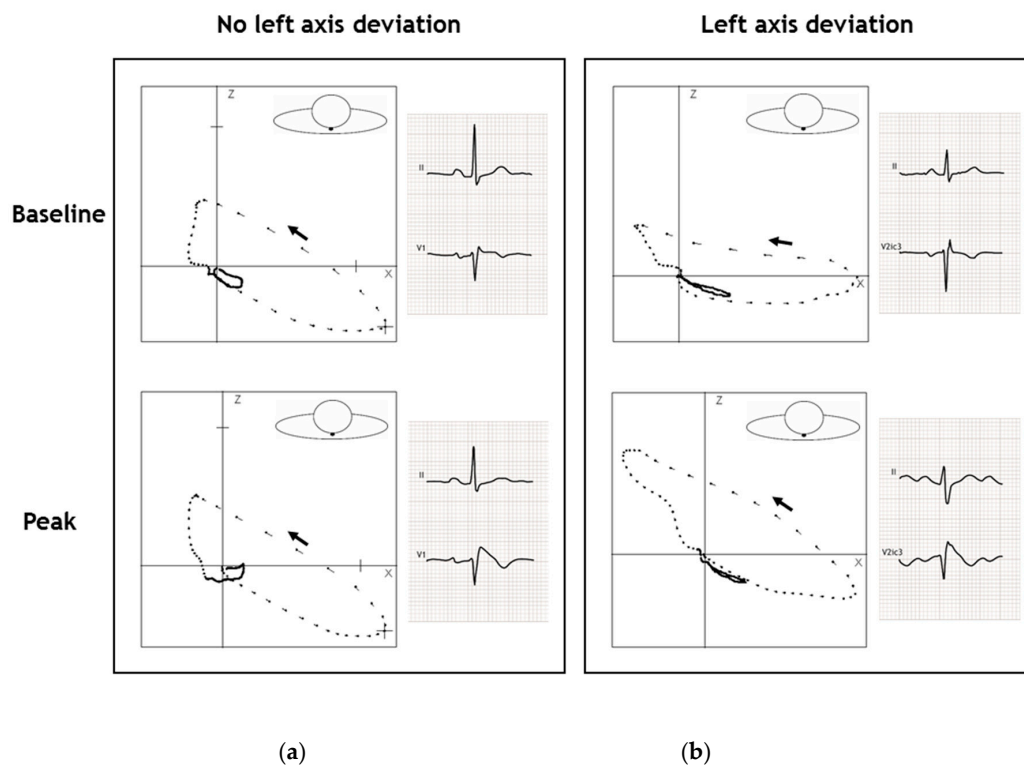 No left axis deviation
Left axis deviation
Baseline
Z
X
II
V1
Z
X
II
V2ic3
Peak
Z
X
II
V1
Z
X
II
V2ic3
(a)
(b)